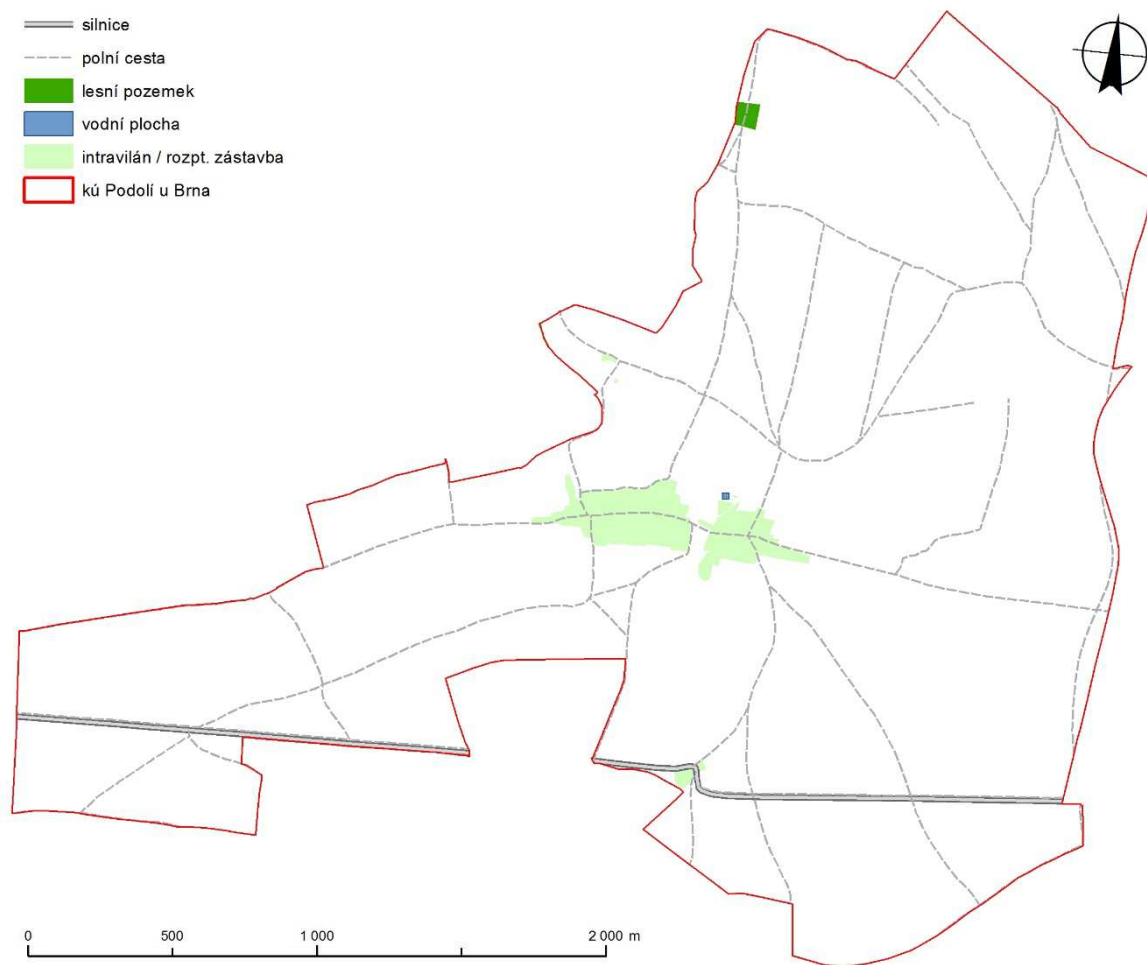 silnice
polní cesta
lesní pozemek
vodní plocha
intravilán / rozpt. zástavba
kú Podolí u Brna
0 500 1 000 2 000 m